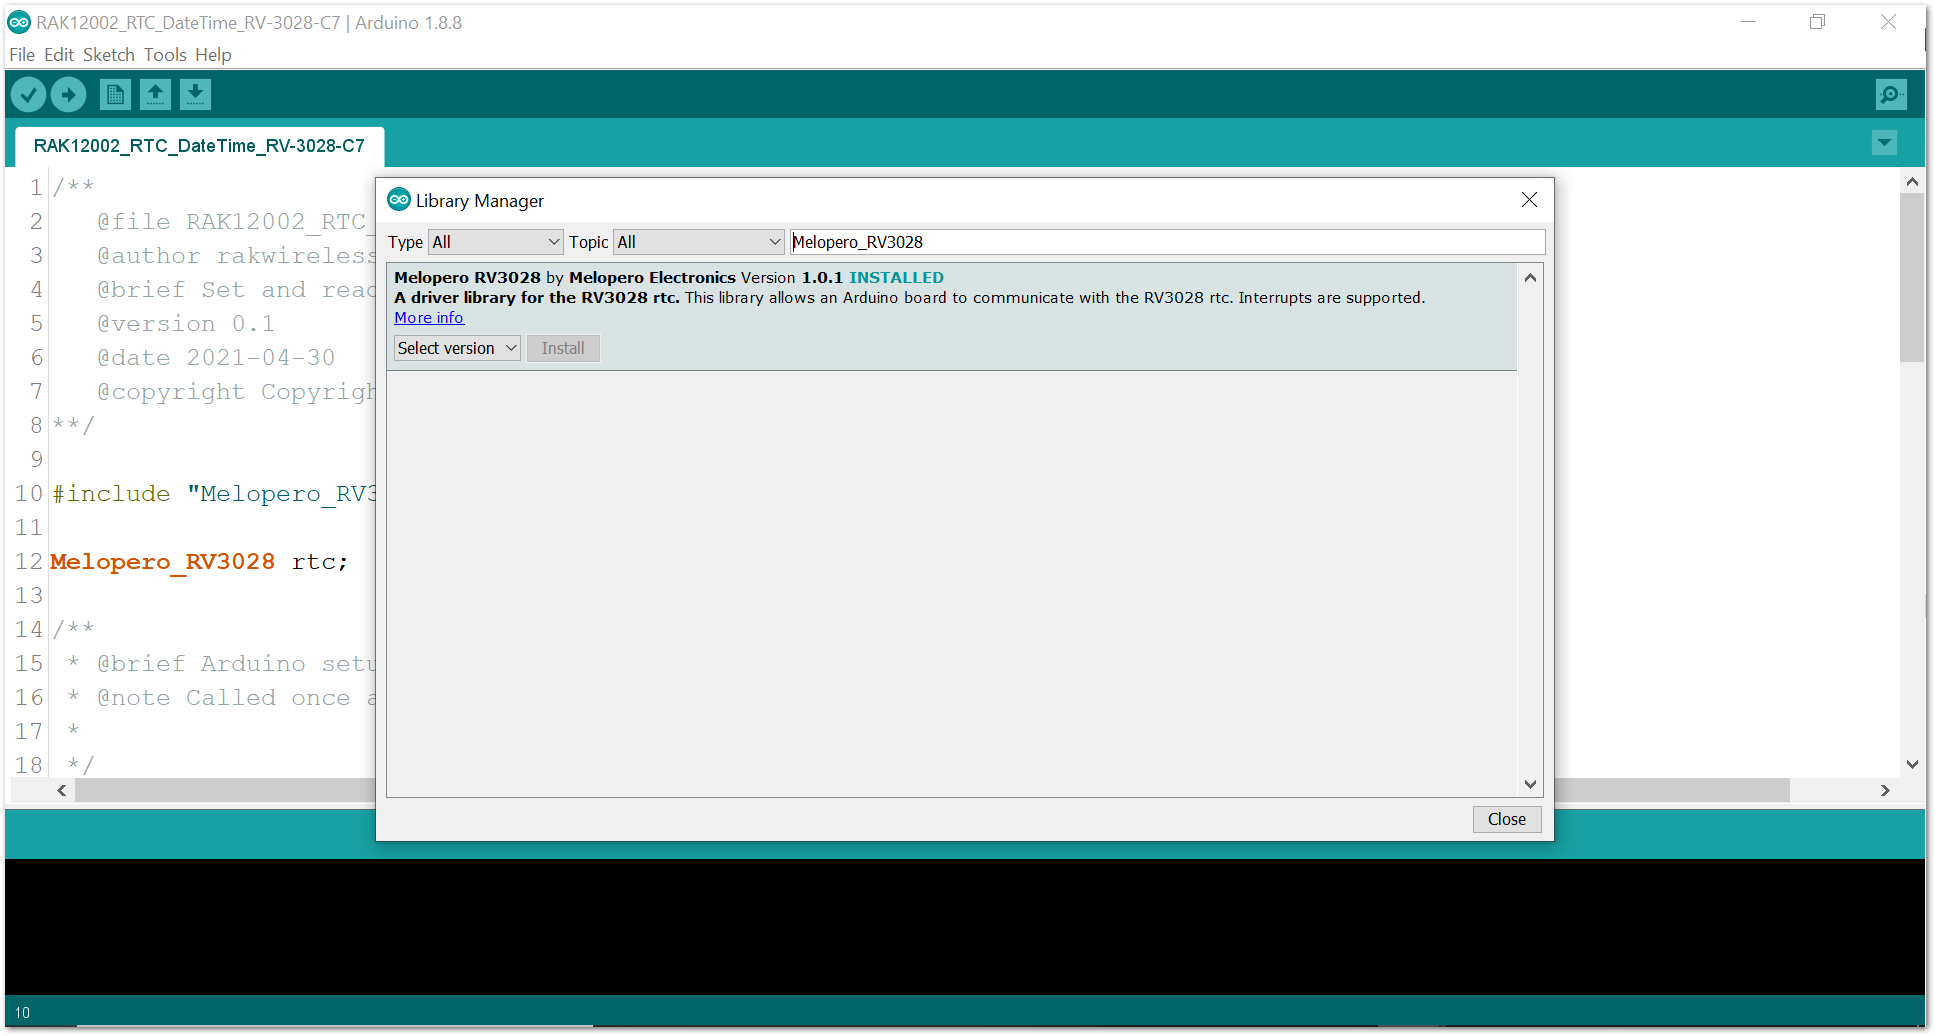 RAK12002_RTC_DateTime_RV-3028-C7 | Arduino 1.8.8
File Edit Sketch Tools Help
RAK12002_RTC_DateTime_RV-3028-C7
1 /**
2 @file RAK12002_RTC_
3 @author rakwireless
4 @brief Set and read
5 @version 0.1
6 @date 2021-04-30
7 @copyright Copyrigh
8 **/
9
10 #include "Melopero_RV3
11
12 Melopero_RV3028 rtc;
13
14 /**
15 * @brief Arduino setu
16 * @note Called once a
17 *
18 */
Library Manager
Type All Topic All Melopero_RV3028
Melopero RV3028 by Melopero Electronics Version 1.0.1 INSTALLED
A driver library for the RV3028 rtc. This library allows an Arduino board to communicate with the RV3028 rtc. Interrupts are supported.
More info
Select version Install
Close
10